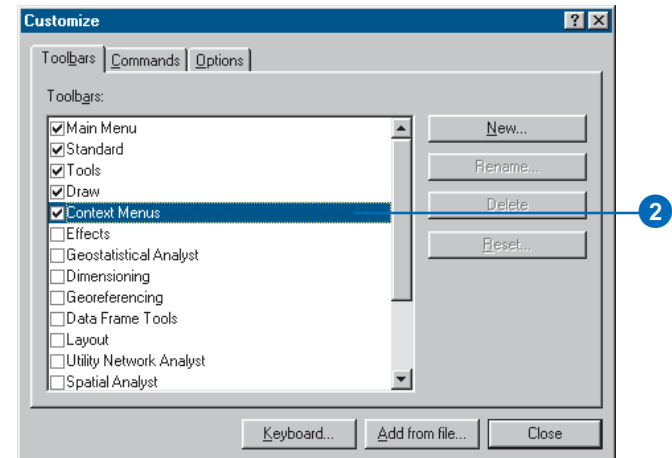 Customize
Toolbars Commands Options
Toolbars:
Main Menu
Standard
Tools
Draw
Context Menus
Effects
Geostatistical Analyst
Dimensioning
Georeferencing
Data Frame Tools
Layout
Utility Network Analyst
Spatial Analyst
New...
Rename...
Delete
Reset...
2
Keyboard... Add from file... Close